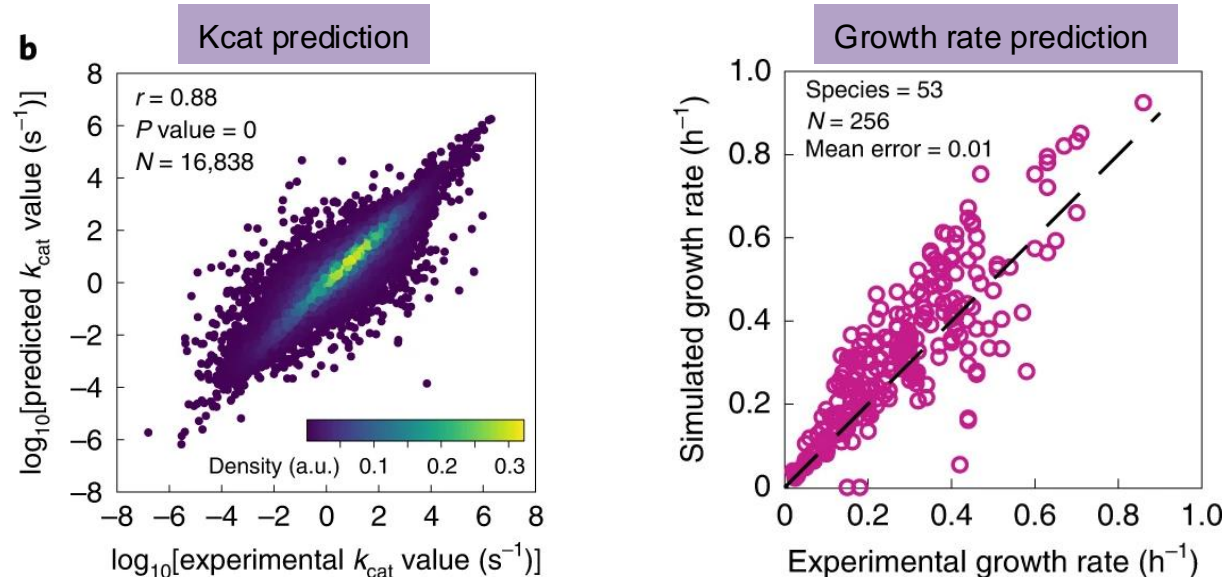 Kcat prediction
b
r = 0.88
P value = 0
N = 16,838
log₁₀[predicted k_cat value (s⁻¹)]
8
6
4
2
0
−2
−4
−6
−8
Density (a.u.) 0.1 0.2 0.3
−8 −6 −4 −2 0 2 4 6 8
log₁₀[experimental k_cat value (s⁻¹)]
Growth rate prediction
Species = 53
N = 256
Mean error = 0.01
Simulated growth rate (h⁻¹)
1.0
0.8
0.6
0.4
0.2
0
0 0.2 0.4 0.6 0.8 1.0
Experimental growth rate (h⁻¹)